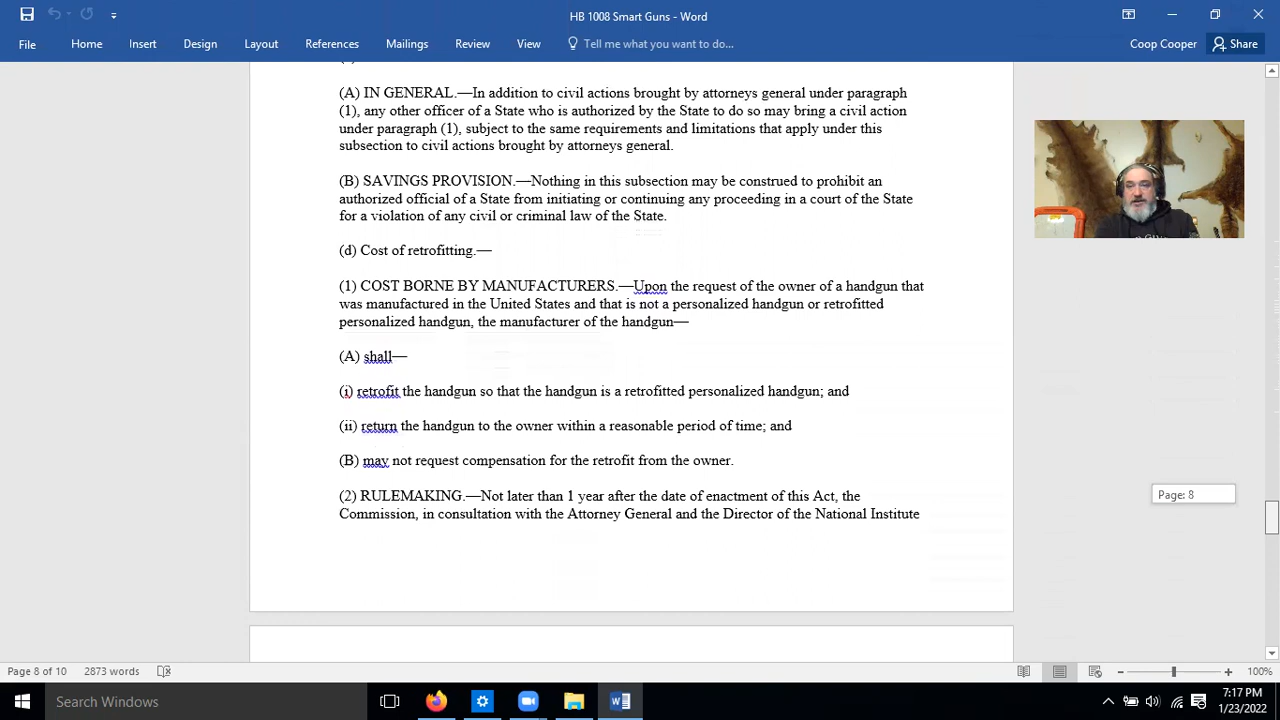 HB 1008 Smart Guns - Word
File Home Insert Design Layout References Mailings Review View Tell me what you want to do... Coop Cooper Share
(A) IN GENERAL.—In addition to civil actions brought by attorneys general under paragraph
(1), any other officer of a State who is authorized by the State to do so may bring a civil action
under paragraph (1), subject to the same requirements and limitations that apply under this
subsection to civil actions brought by attorneys general.
(B) SAVINGS PROVISION.—Nothing in this subsection may be construed to prohibit an
authorized official of a State from initiating or continuing any proceeding in a court of the State
for a violation of any civil or criminal law of the State.
(d) Cost of retrofitting.—
(1) COST BORNE BY MANUFACTURERS.—Upon the request of the owner of a handgun that
was manufactured in the United States and that is not a personalized handgun or retrofitted
personalized handgun, the manufacturer of the handgun—
(A) shall—
(i) retrofit the handgun so that the handgun is a retrofitted personalized handgun; and
(ii) return the handgun to the owner within a reasonable period of time; and
(B) may not request compensation for the retrofit from the owner.
(2) RULEMAKING.—Not later than 1 year after the date of enactment of this Act, the
Commission, in consultation with the Attorney General and the Director of the National Institute
Page: 8
Page 8 of 10 2873 words 100%
Search Windows
7:17 PM
1/23/2022